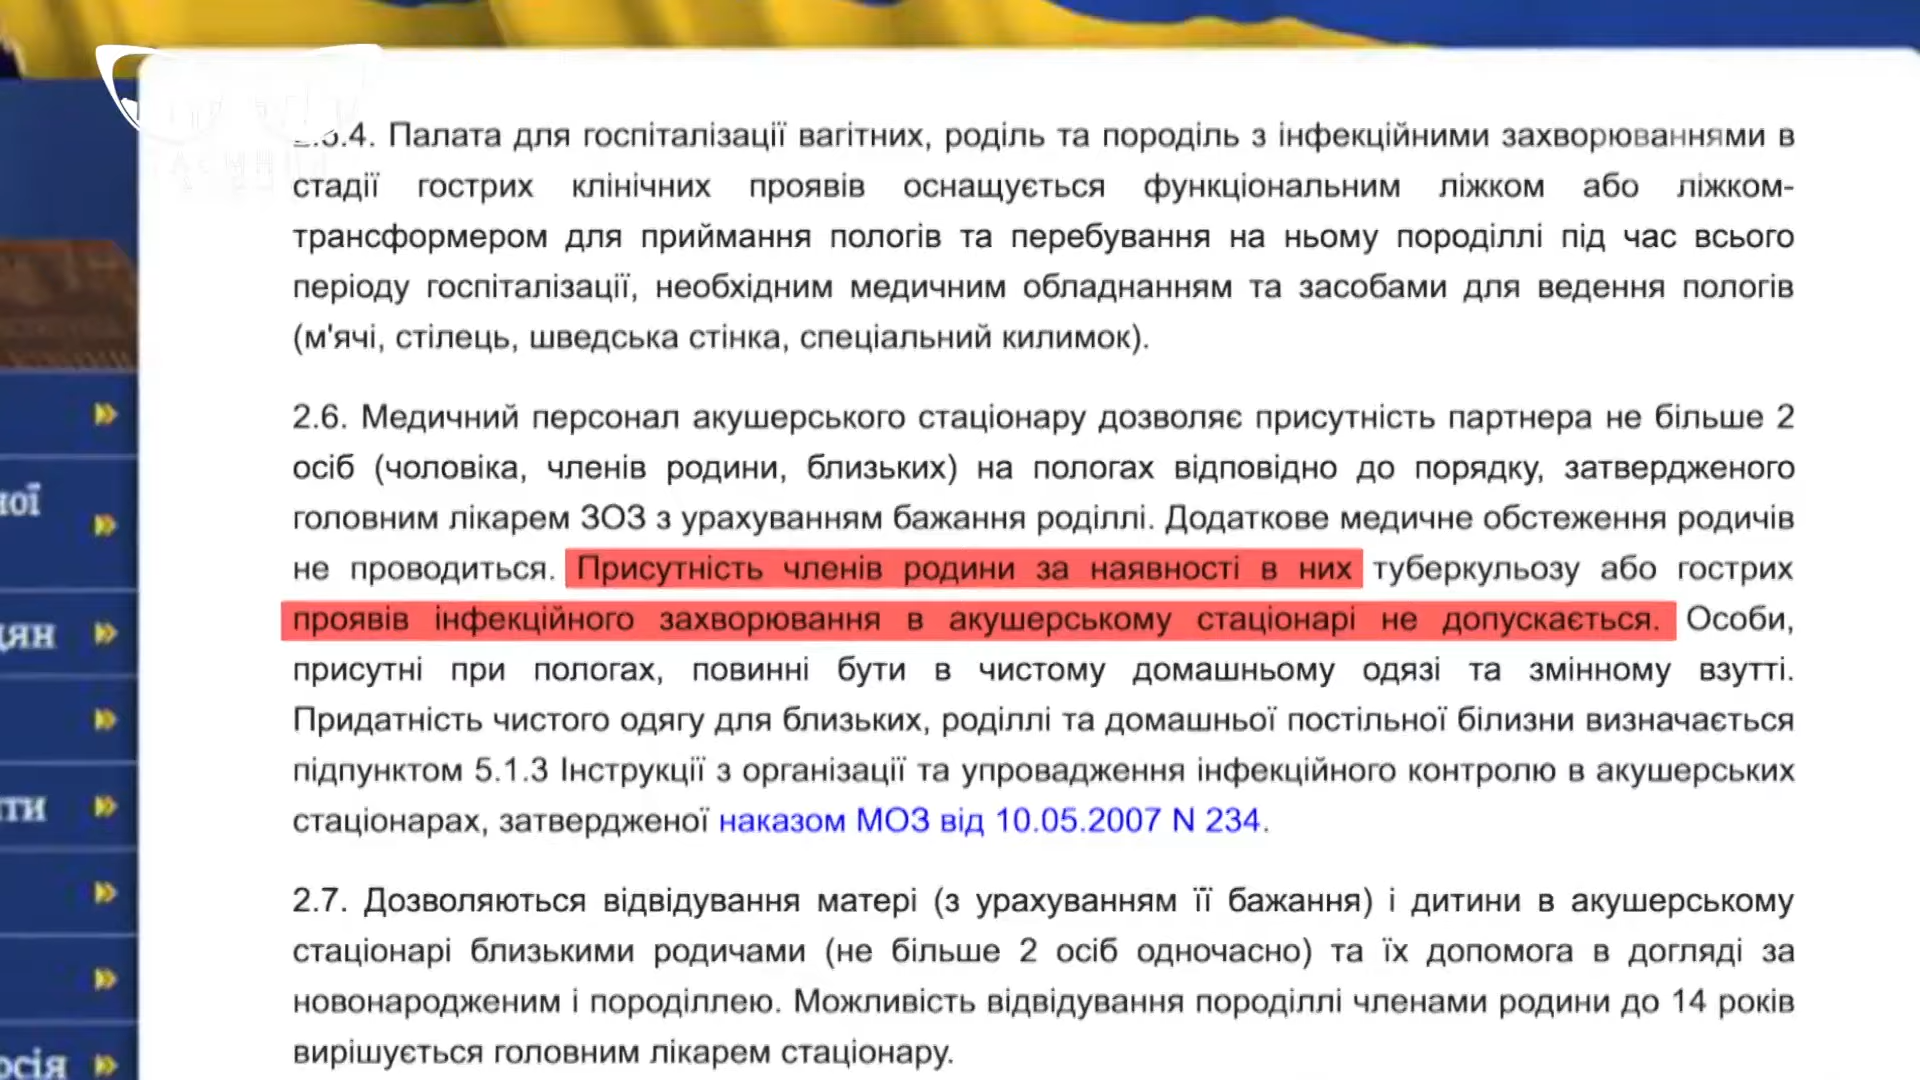 2.5.4. Палата для госпіталізації вагітних, роділь та породіль з інфекційними захворюваннями в
стадії гострих клінічних проявів оснащується функціональним ліжком або ліжком-
трансформером для приймання пологів та перебування на ньому породіллі під час всього
періоду госпіталізації, необхідним медичним обладнанням та засобами для ведення пологів
(м'ячі, стілець, шведська стінка, спеціальний килимок).
2.6. Медичний персонал акушерського стаціонару дозволяє присутність партнера не більше 2
осіб (чоловіка, членів родини, близьких) на пологах відповідно до порядку, затвердженого
головним лікарем ЗОЗ з урахуванням бажання роділлі. Додаткове медичне обстеження родичів
не проводиться. Присутність членів родини за наявності в них туберкульозу або гострих
проявів інфекційного захворювання в акушерському стаціонарі не допускається. Особи,
присутні при пологах, повинні бути в чистому домашньому одязі та змінному взутті.
Придатність чистого одягу для близьких, роділлі та домашньої постільної білизни визначається
підпунктом 5.1.3 Інструкції з організації та упровадження інфекційного контролю в акушерських
стаціонарах, затвердженої наказом МОЗ від 10.05.2007 N 234.
2.7. Дозволяються відвідування матері (з урахуванням її бажання) і дитини в акушерському
стаціонарі близькими родичами (не більше 2 осіб одночасно) та їх допомога в догляді за
новонародженим і породіллею. Можливість відвідування породіллі членами родини до 14 років
вирішується головним лікарем стаціонару.